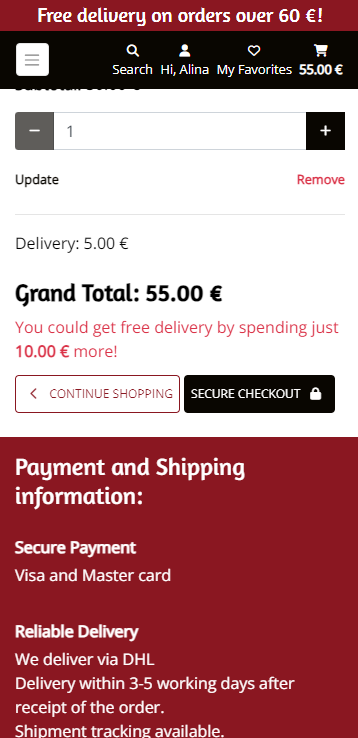 Free delivery on orders over 60 €!
Search Hi, Alina My Favorites 55.00 €
1
Update Remove
Delivery: 5.00 €
Grand Total: 55.00 €
You could get free delivery by spending just
10.00 € more!
CONTINUE SHOPPING SECURE CHECKOUT
Payment and Shipping
information:
Secure Payment
Visa and Master card
Reliable Delivery
We deliver via DHL
Delivery within 3-5 working days after
receipt of the order.
Shipment tracking available.